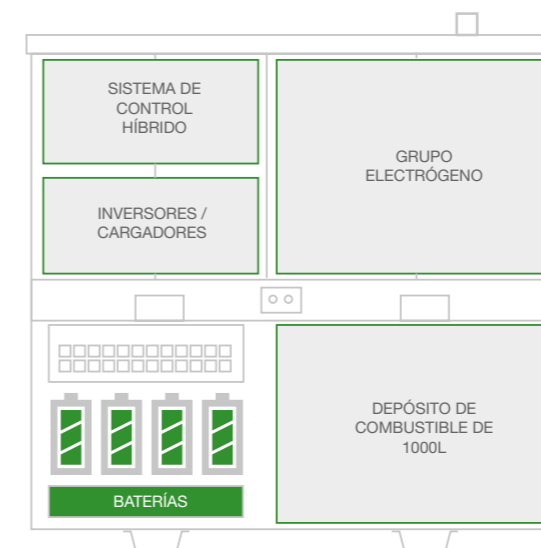 SISTEMA DE
CONTROL
HÍBRIDO
GRUPO
ELECTRÓGENO
INVERSORES /
CARGADORES
DEPÓSITO DE
COMBUSTIBLE DE
1000L
BATERÍAS